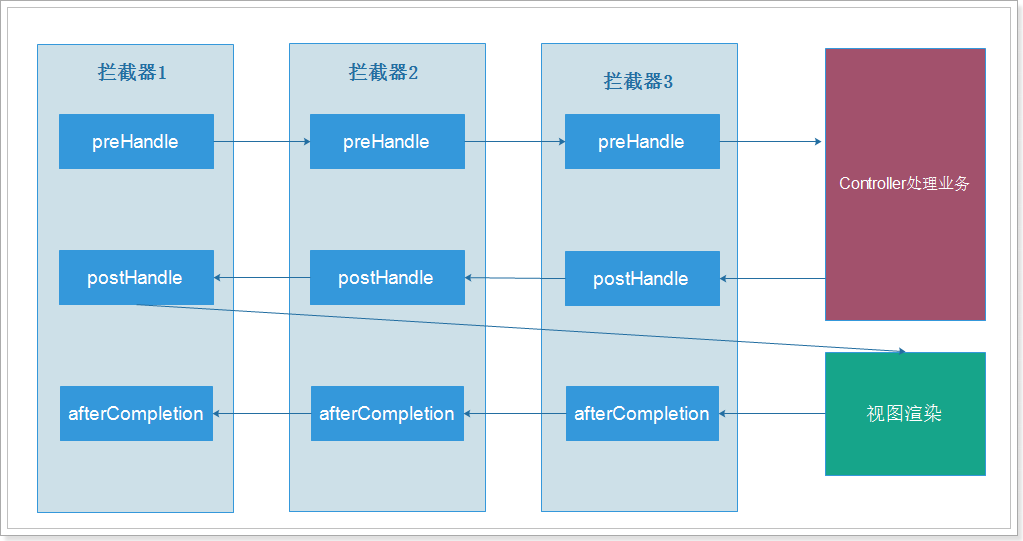 拦截器1
拦截器2
拦截器3
preHandle
preHandle
preHandle
Controller处理业务
postHandle
postHandle
postHandle
afterCompletion
afterCompletion
afterCompletion
视图渲染